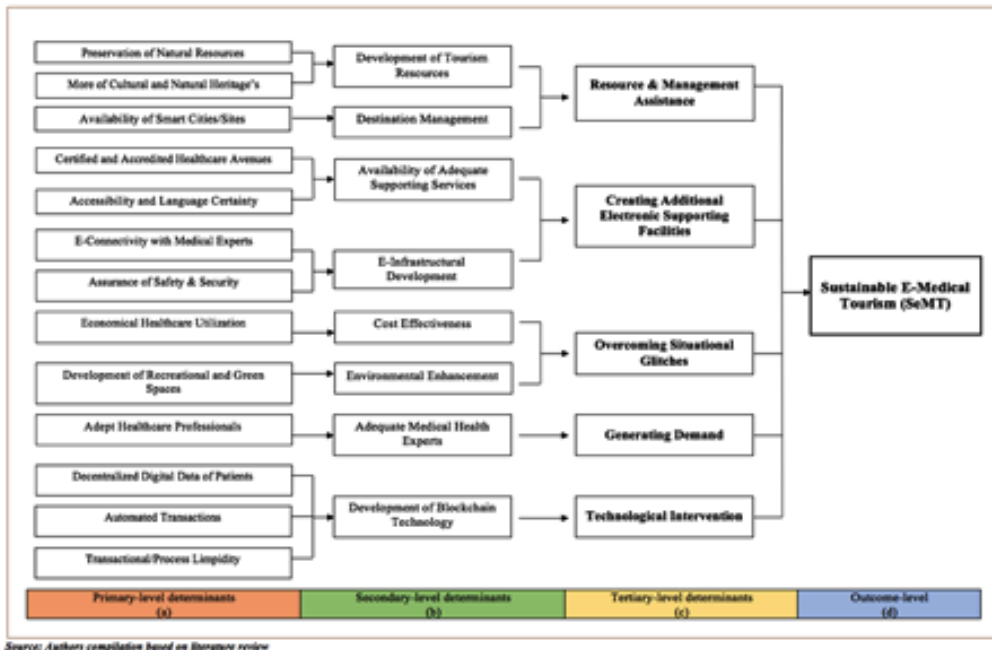 Preservation of Natural Resources
More of Cultural and Natural Heritage's
Availability of Smart Cities/Sites
Certified and Accredited Healthcare Avenues
Accessibility and Language Certainty
E-Connectivity with Medical Experts
Assurance of Safety & Security
Economical Healthcare Utilization
Development of Recreational and Green
Spaces
Adept Healthcare Professionals
Decentralized Digital Data of Patients
Automated Transactions
Transactional/Process Limpidity
Development of Tourism
Resources
Destination Management
Availability of Adequate
Supporting Services
E-Infrastructural
Development
Cost Effectiveness
Environmental Enhancement
Adequate Medical Health
Experts
Development of Blockchain
Technology
Resource & Management
Assistance
Creating Additional
Electronic Supporting
Facilities
Overcoming Situational
Glitches
Generating Demand
Technological Intervention
Sustainable E-Medical
Tourism (SeMT)
Primary-level determinants
(a)
Secondary-level determinants
(b)
Tertiary-level determinants
(c)
Outcome-level
(d)
Source: Authors compilation based on literature review